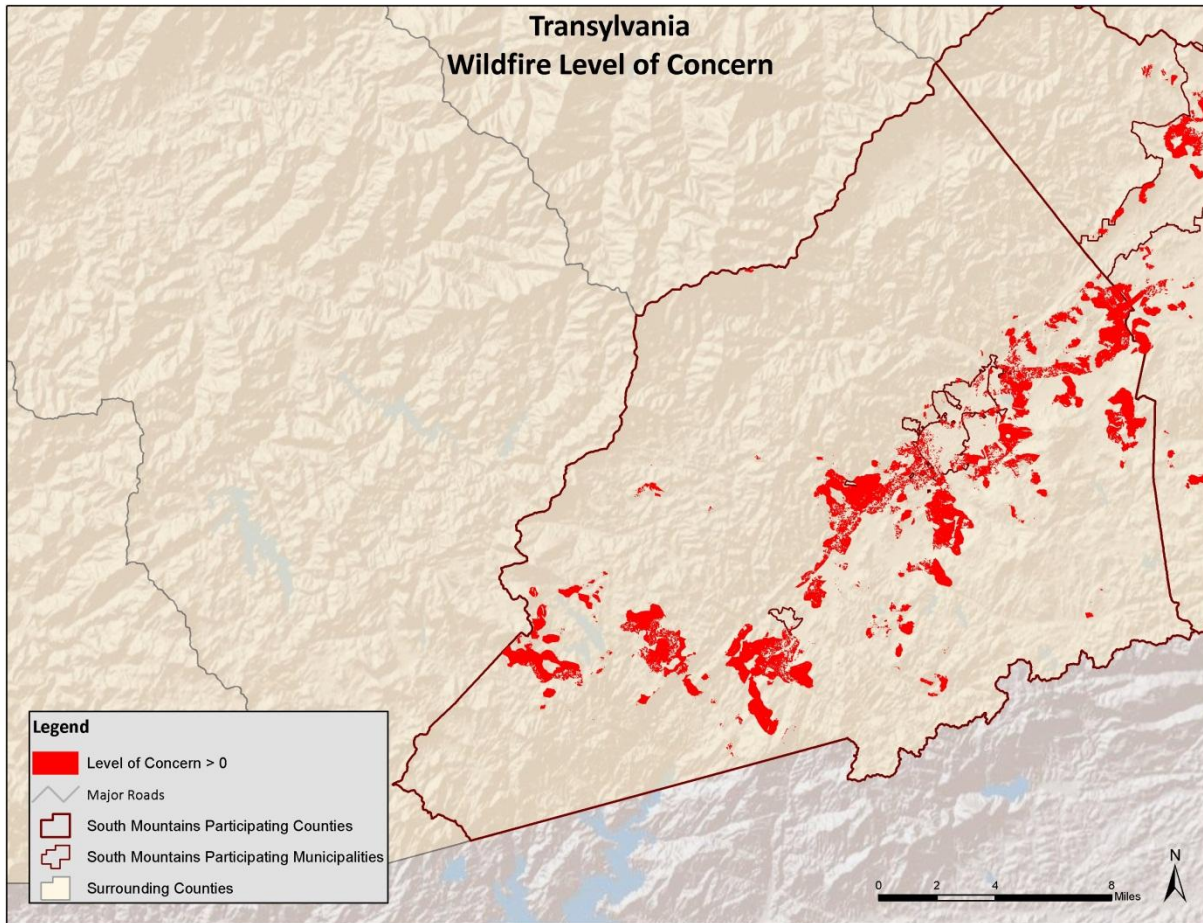 Transylvania
Wildfire Level of Concern
Legend
Level of Concern > 0
Major Roads
South Mountains Participating Counties
South Mountains Participating Municipalities
Surrounding Counties
N
0 2 4 8
Miles